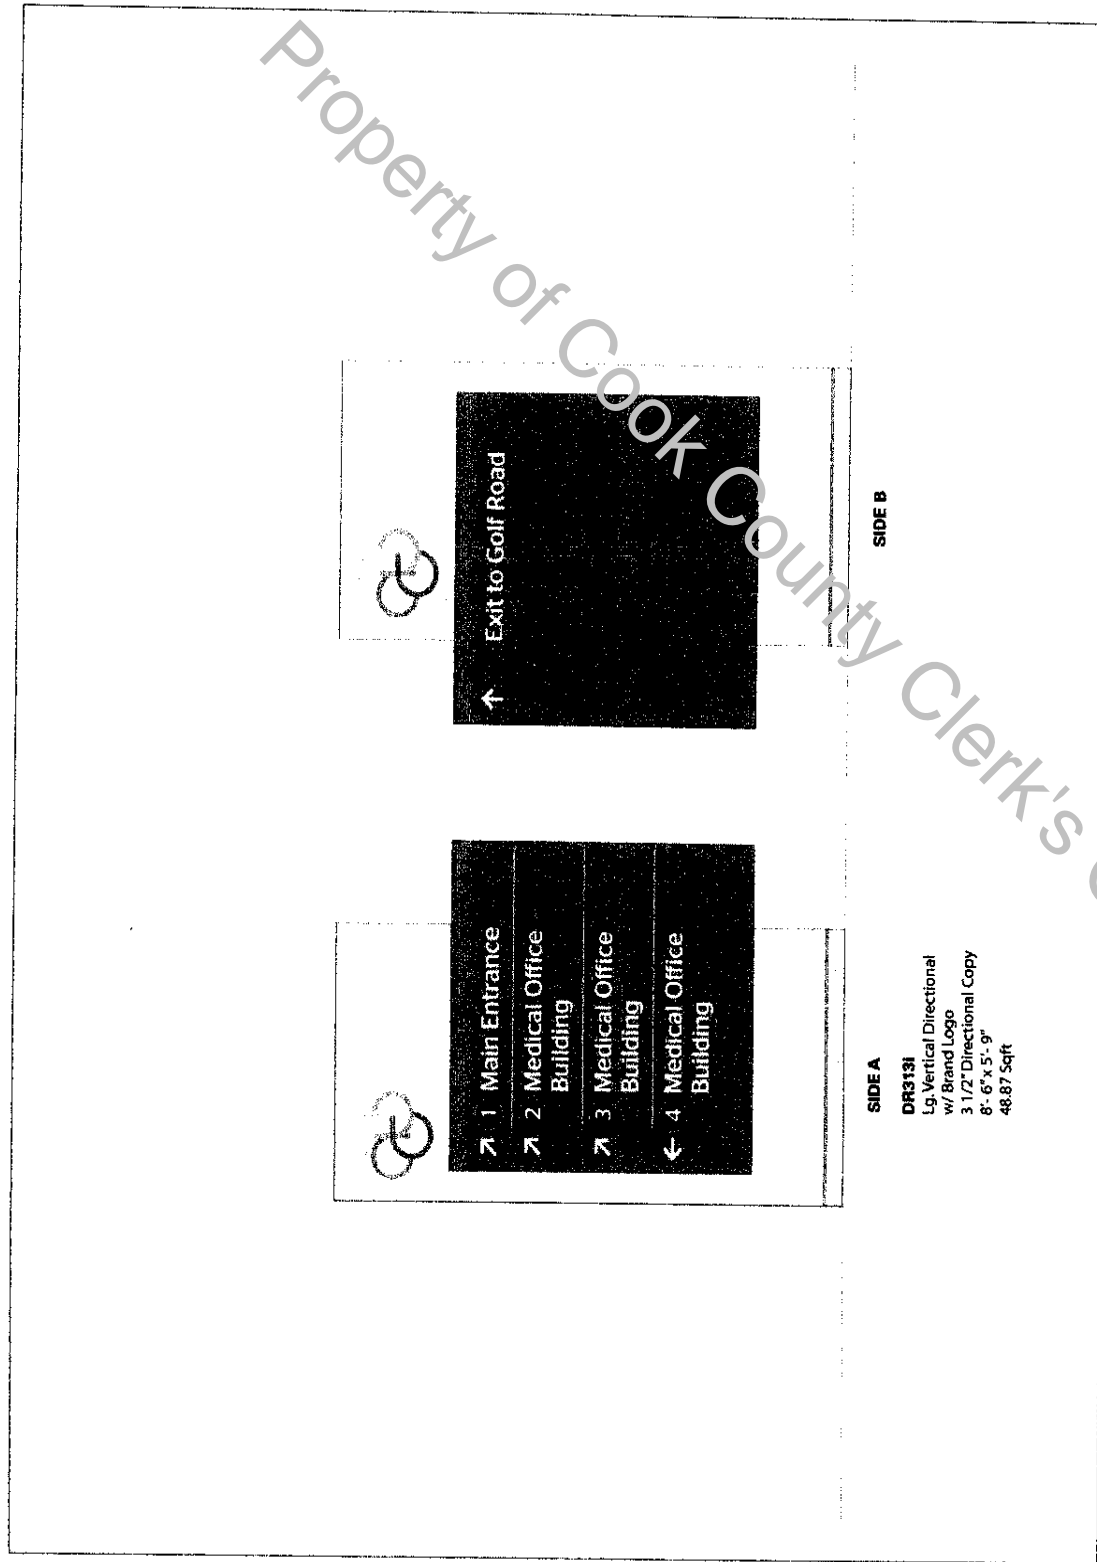 Property of Cook County Clerk's
1 Main Entrance
2 Medical Office
Building
3 Medical Office
Building
4 Medical Office
Building
SIDE A
DR313i
Lg. Vertical Directional
w/ Brand Logo
3 1/2" Directional Copy
8'- 6" x 5'- 9"
48.87 Sqft
Exit to Golf Road
SIDE B